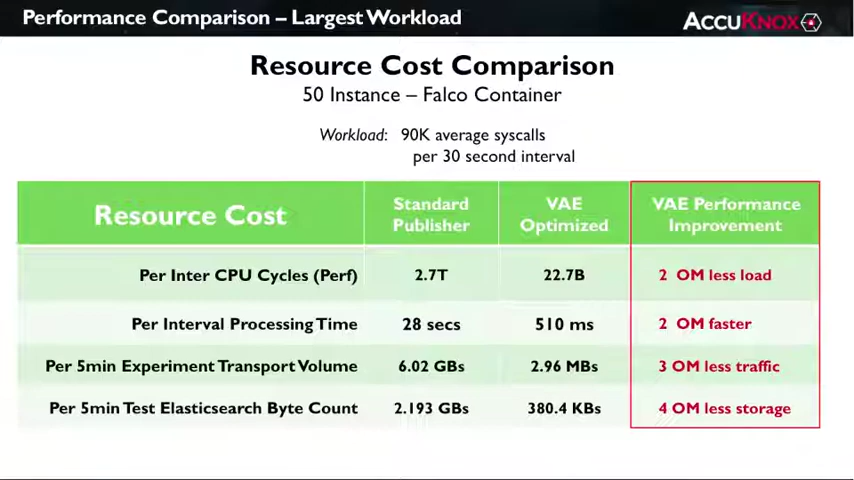 Performance Comparison – Largest Workload
ACCUKNOX
Resource Cost Comparison
50 Instance – Falco Container
Workload: 90K average syscalls
per 30 second interval
Resource Cost
Standard
Publisher
VAE
Optimized
VAE Performance
Improvement
Per Inter CPU Cycles (Perf) 2.7T 22.7B 2 OM less load
Per Interval Processing Time 28 secs 510 ms 2 OM faster
Per 5min Experiment Transport Volume 6.02 GBs 2.96 MBs 3 OM less traffic
Per 5min Test Elasticsearch Byte Count 2.193 GBs 380.4 KBs 4 OM less storage